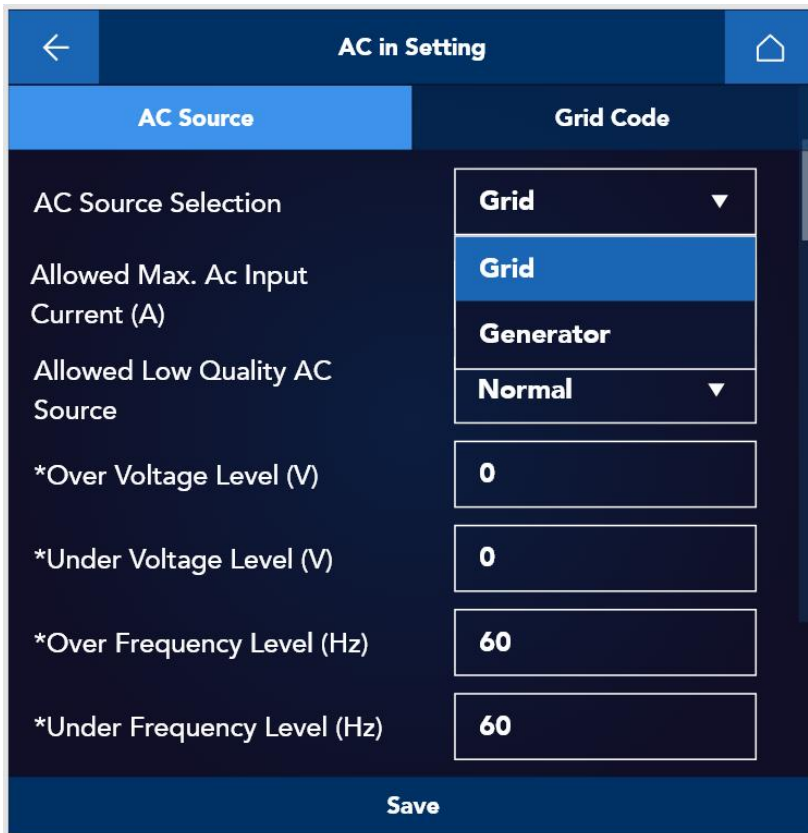 AC in Setting
AC Source
Grid Code
AC Source Selection
Grid
Grid
Generator
Allowed Max. Ac Input
Current (A)
Allowed Low Quality AC
Source
Normal
*Over Voltage Level (V)
0
*Under Voltage Level (V)
0
*Over Frequency Level (Hz)
60
*Under Frequency Level (Hz)
60
Save